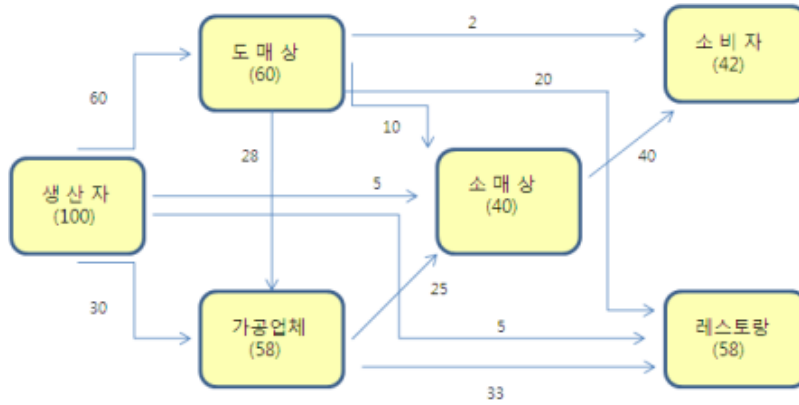 도 매 상
(60)
2
소 비 자
(42)
60
20
10
28
40
생 산 자
(100)
5
소 매 상
(40)
25
30
가공업체
(58)
5
레스토랑
(58)
33